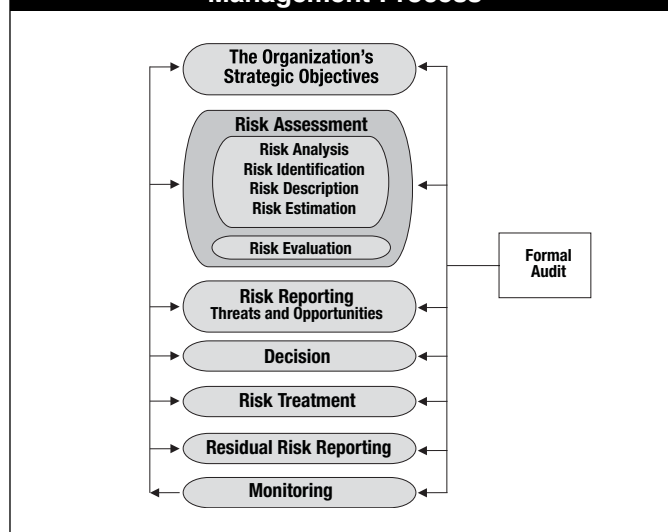 Management Process
The Organization's
Strategic Objectives
Risk Assessment
Risk Analysis
Risk Identification
Risk Description
Risk Estimation
Risk Evaluation
Formal
Audit
Risk Reporting
Threats and Opportunities
Decision
Risk Treatment
Residual Risk Reporting
Monitoring